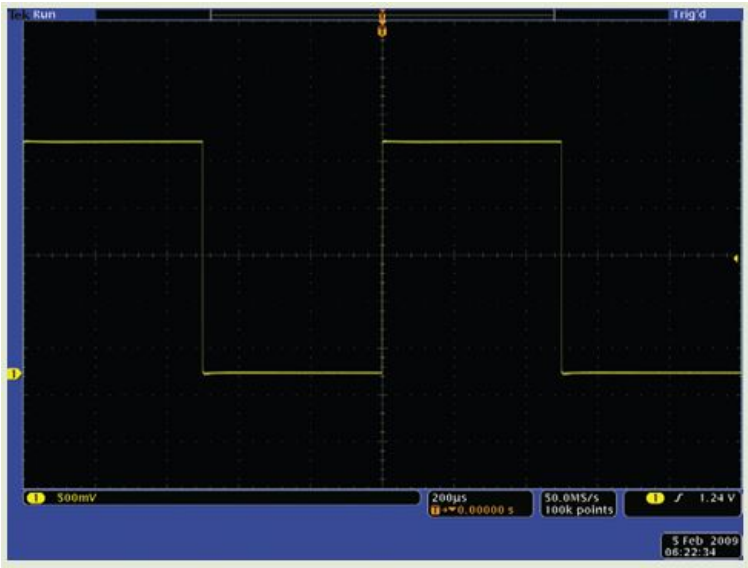 Tek Run Trig'd
T
1
1 500mV 200µs 50.0MS/s 1 ∫ 1.24 V
T→▼0.00000 s 100k points
5 Feb 2009
06:22:34